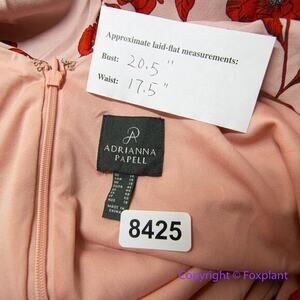 Approximate laid-flat measurements:
Bust: 20.5"
Waist: 17.5"
ADRIANNA
PAPELL
8425
Copyright © Foxplant